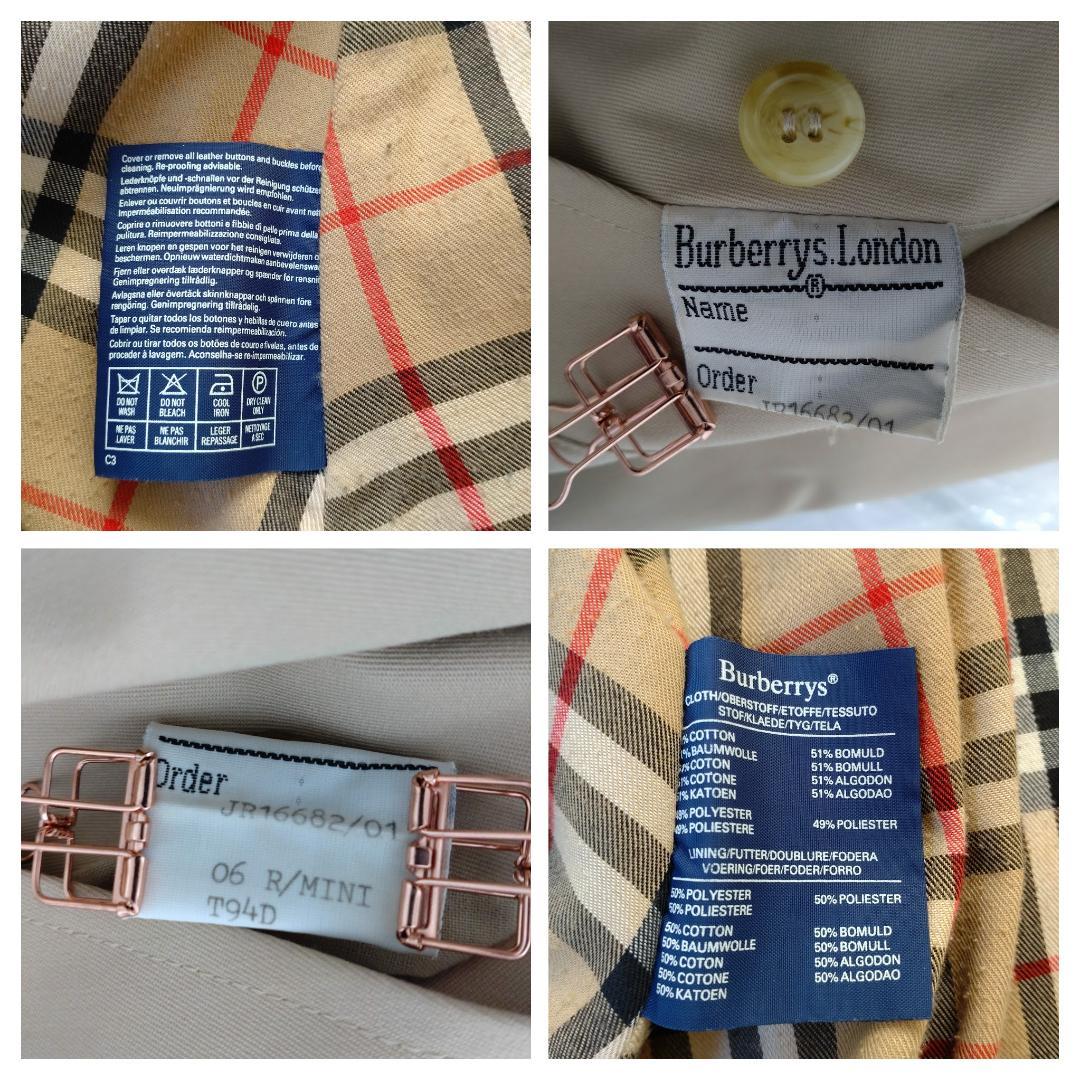 Cover or remove all leather buttons and buckles before
cleaning. Re-proofing advisable.
Lederknöpfe und -schnallen vor der Reinigung schützen
abtrennen. Neuimprägnierung wird empfohlen.
Enlever ou couvrir boutons et boucles en cuir avant
Imperméabilisation recommandée.
Coprire o rimuovere bottoni e fibbie di pelle prima della
pulitura. Reimpermeabilizzazione consigliata.
Leren knopen en gespen voor het reinigen verwijderen
beschermen. Opnieuw waterdichtmaken
Fjern eller overdæk læderknapper og spænder før
Genimprægnering tilrådlig.
Avlägsna eller övertäck skinnknappar och spännen före
rengöring. Genimpregnering tillrådelig.
Tapar o quitar todos los botones y hebillas de cuero antes
de limplar. Se recomienda reimpermeabilización.
Cobrir ou tirar todos os botões de couro e fivelas, antes de
proceder à lavagem. Aconselha-se re-impermeabilizar.
DO NOT WASH
DO NOT BLEACH
COOL IRON
P
DRY CLEAN ONLY
NE PAS LAVER
NE PAS BLANCHIR
LEGER REPASSAGE
NETTOYAGE A SEC
C3
Burberrys.London
®
Name
Order
JR16682/01
Order
JR16682/01
06 R/MINI
T94D
Burberrys®
CLOTH/OBERSTOFF/ETOFFE/TESSUTO
STOF/KLAEDE/TYG/TELA
% COTTON
% BAUMWOLLE 51% BOMULD
% COTON 51% BOMULL
% COTONE 51% ALGODON
% KATOEN 51% ALGODAO
49% POLYESTER
49% POLIESTERE 49% POLIESTER
LINING/FUTTER/DOUBLURE/FODERA
VOERING/FOER/FODER/FORRO
50% POLYESTER 50% POLIESTER
50% POLIESTERE
50% COTTON 50% BOMULD
50% BAUMWOLLE 50% BOMULL
50% COTON 50% ALGODON
50% COTONE 50% ALGODAO
50% KATOEN